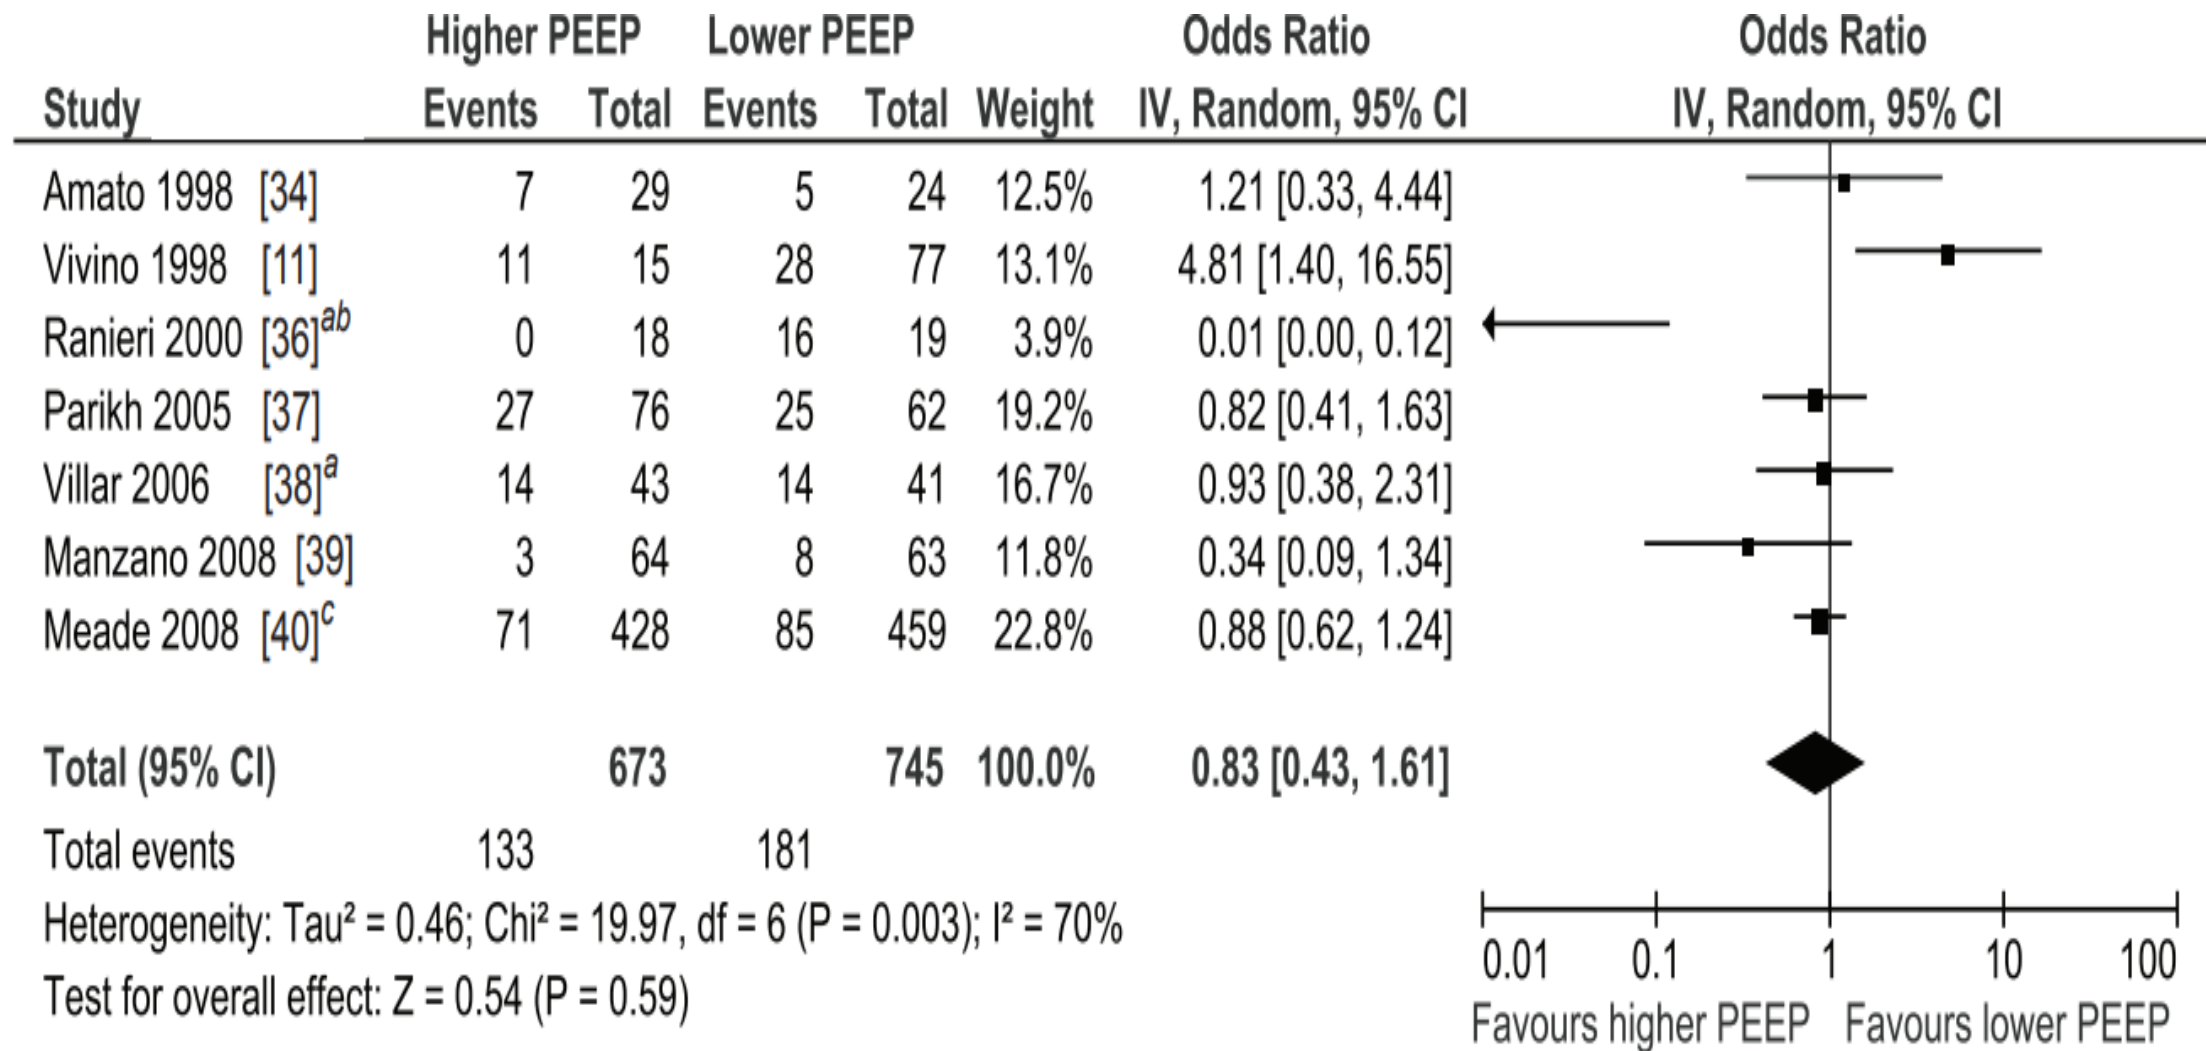 Higher PEEP Lower PEEP Odds Ratio Odds Ratio
Study Events Total Events Total Weight IV, Random, 95% CI IV, Random, 95% CI
Amato 1998 [34] 7 29 5 24 12.5% 1.21 [0.33, 4.44]
Vivino 1998 [11] 11 15 28 77 13.1% 4.81 [1.40, 16.55]
Ranieri 2000 [36]ab 0 18 16 19 3.9% 0.01 [0.00, 0.12]
Parikh 2005 [37] 27 76 25 62 19.2% 0.82 [0.41, 1.63]
Villar 2006 [38]a 14 43 14 41 16.7% 0.93 [0.38, 2.31]
Manzano 2008 [39] 3 64 8 63 11.8% 0.34 [0.09, 1.34]
Meade 2008 [40]c 71 428 85 459 22.8% 0.88 [0.62, 1.24]
Total (95% CI) 673 745 100.0% 0.83 [0.43, 1.61]
Total events 133 181
Heterogeneity: Tau² = 0.46; Chi² = 19.97, df = 6 (P = 0.003); I² = 70%
Test for overall effect: Z = 0.54 (P = 0.59)
0.01 0.1 1 10 100
Favours higher PEEP Favours lower PEEP